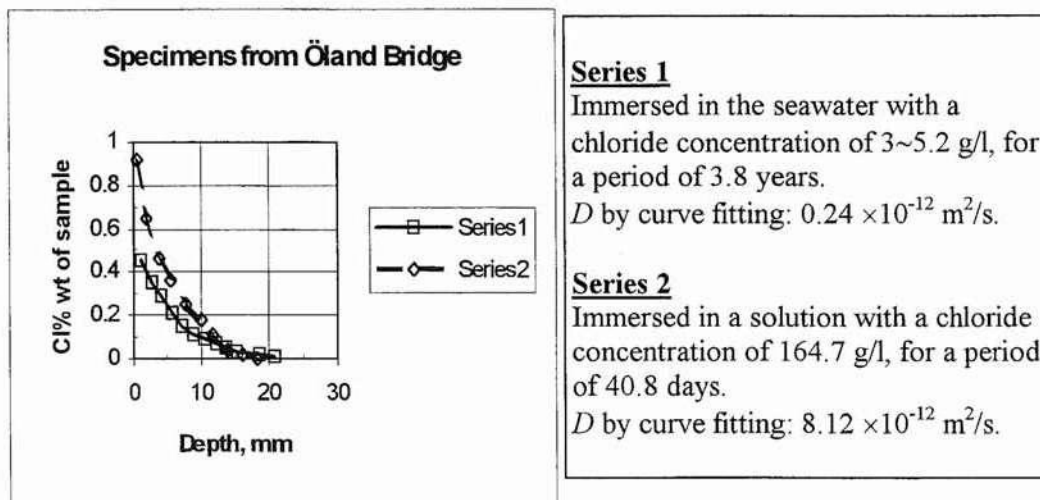 Specimens from Öland Bridge
Cl% wt of sample
1
0.8
0.6
0.4
0.2
0
0 10 20 30
Depth, mm
Series1
Series2
Series 1
Immersed in the seawater with a
chloride concentration of 3~5.2 g/l, for
a period of 3.8 years.
D by curve fitting: 0.24 ×10⁻¹² m²/s.
Series 2
Immersed in a solution with a chloride
concentration of 164.7 g/l, for a period
of 40.8 days.
D by curve fitting: 8.12 ×10⁻¹² m²/s.